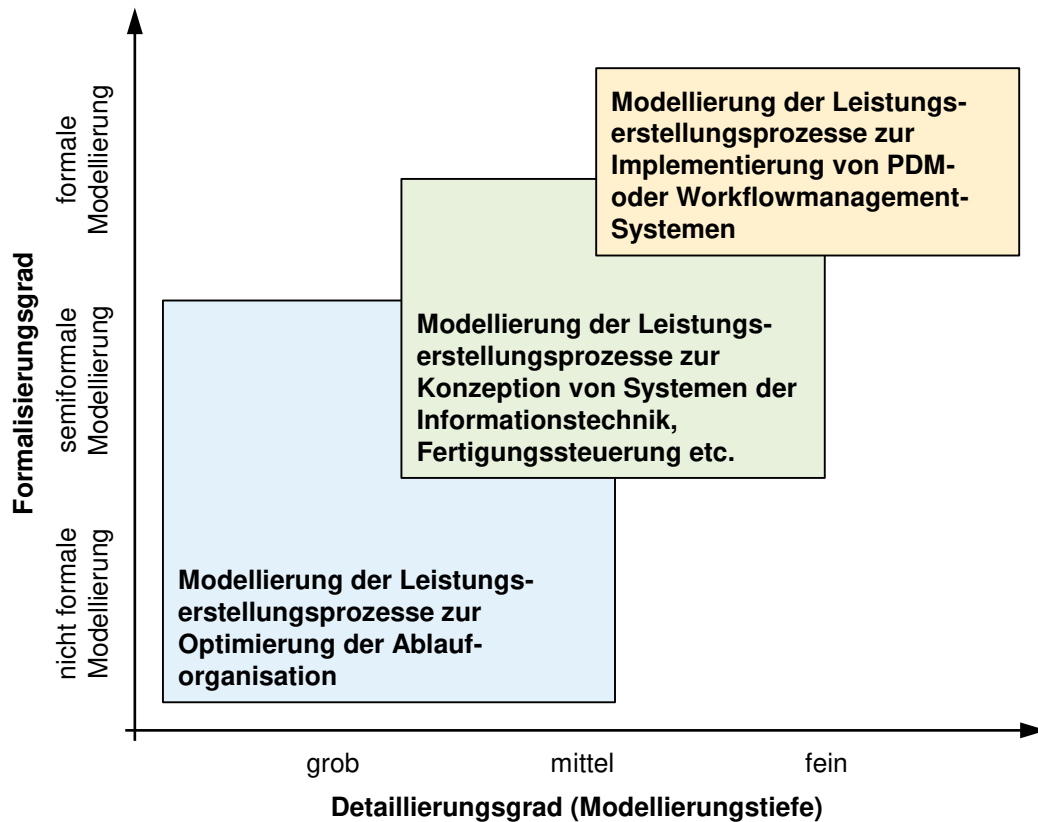 Formalisierungsgrad
formale
Modellierung
semiformale
Modellierung
nicht formale
Modellierung
Modellierung der Leistungs-
erstellungsprozesse zur
Implementierung von PDM-
oder Workflowmanagement-
Systemen
Modellierung der Leistungs-
erstellungsprozesse zur
Konzeption von Systemen der
Informationstechnik,
Fertigungssteuerung etc.
Modellierung der Leistungs-
erstellungsprozesse zur
Optimierung der Ablauf-
organisation
grob
mittel
fein
Detaillierungsgrad (Modellierungstiefe)